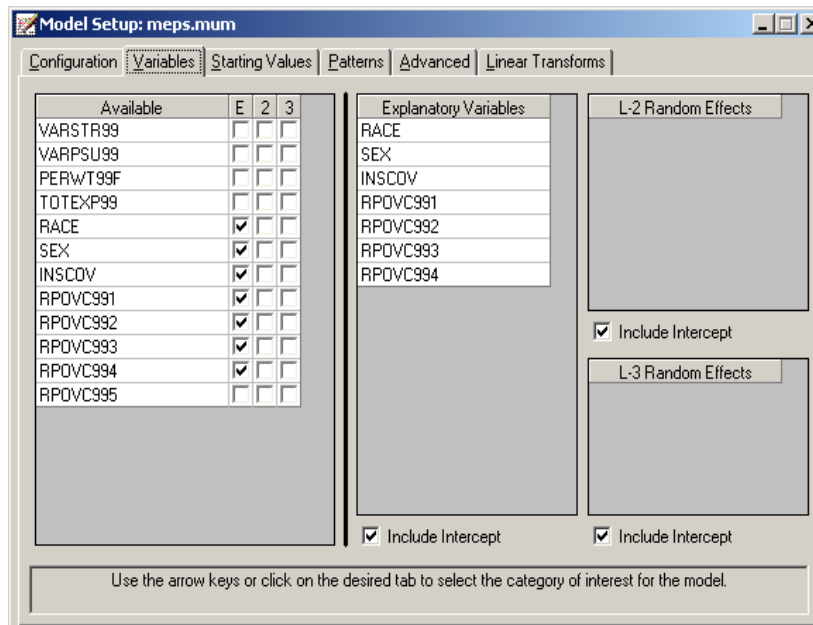 Model Setup: meps.mum
Configuration Variables Starting Values Patterns Advanced Linear Transforms
Available E 2 3
VARSTR99
VARPSU99
PERWT99F
TOTEXP99
RACE
SEX
INSCOV
RPOVC991
RPOVC992
RPOVC993
RPOVC994
RPOVC995
Explanatory Variables
RACE
SEX
INSCOV
RPOVC991
RPOVC992
RPOVC993
RPOVC994
Include Intercept
L-2 Random Effects
Include Intercept
L-3 Random Effects
Include Intercept
Use the arrow keys or click on the desired tab to select the category of interest for the model.